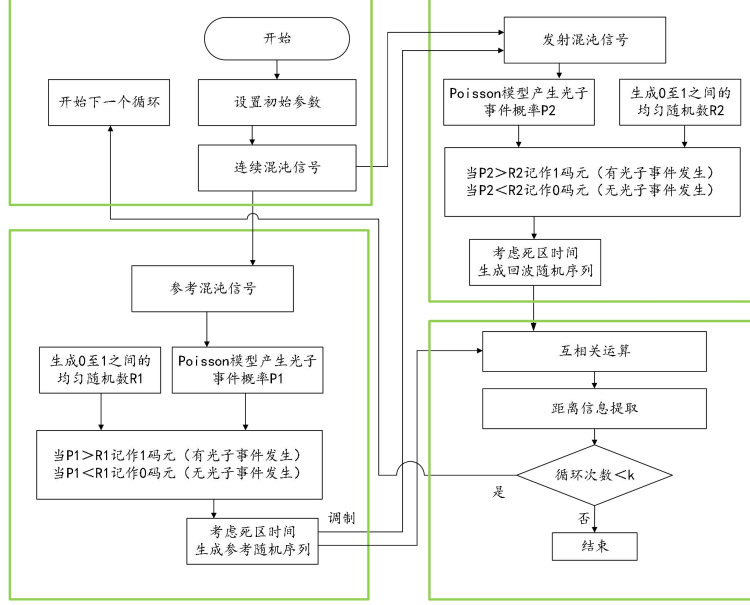 开始
设置初始参数
连续混沌信号
开始下一个循环
发射混沌信号
Poisson模型产生光子
事件概率P2
生成0至1之间的
均匀随机数R2
当P2>R2记作1码元（有光子事件发生）
当P2<R2记作0码元（无光子事件发生）
考虑死区时间
生成回波随机序列
参考混沌信号
生成0至1之间的
均匀随机数R1
Poisson模型产生光子
事件概率P1
当P1>R1记作1码元（有光子事件发生）
当P1<R1记作0码元（无光子事件发生）
考虑死区时间
生成参考随机序列
调制
互相关运算
距离信息提取
循环次数<k
是
否
结束